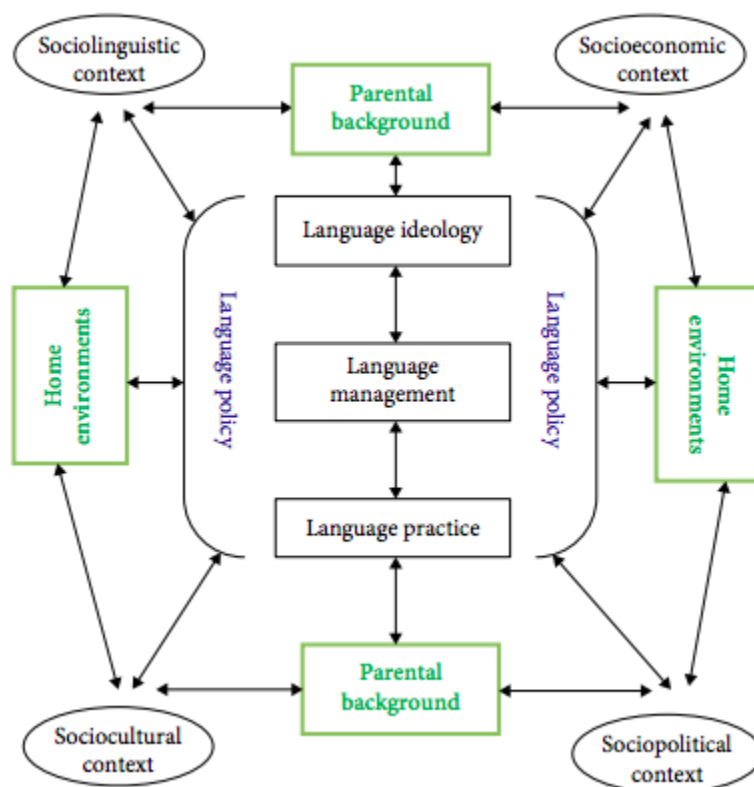 Sociolinguistic
context
Socioeconomic
context
Parental
background
Language ideology
Home
environments
Language policy
Language
management
Language policy
Home
environments
Language practice
Parental
background
Sociocultural
context
Sociopolitical
context